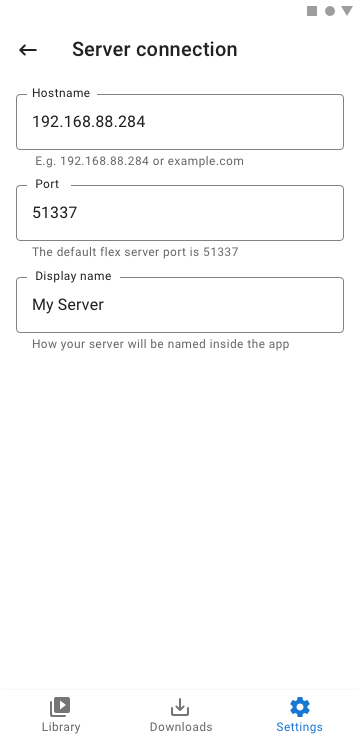 Server connection
Hostname
192.168.88.284
E.g. 192.168.88.284 or example.com
Port
51337
The default flex server port is 51337
Display name
My Server
How your server will be named inside the app
Library
Downloads
Settings